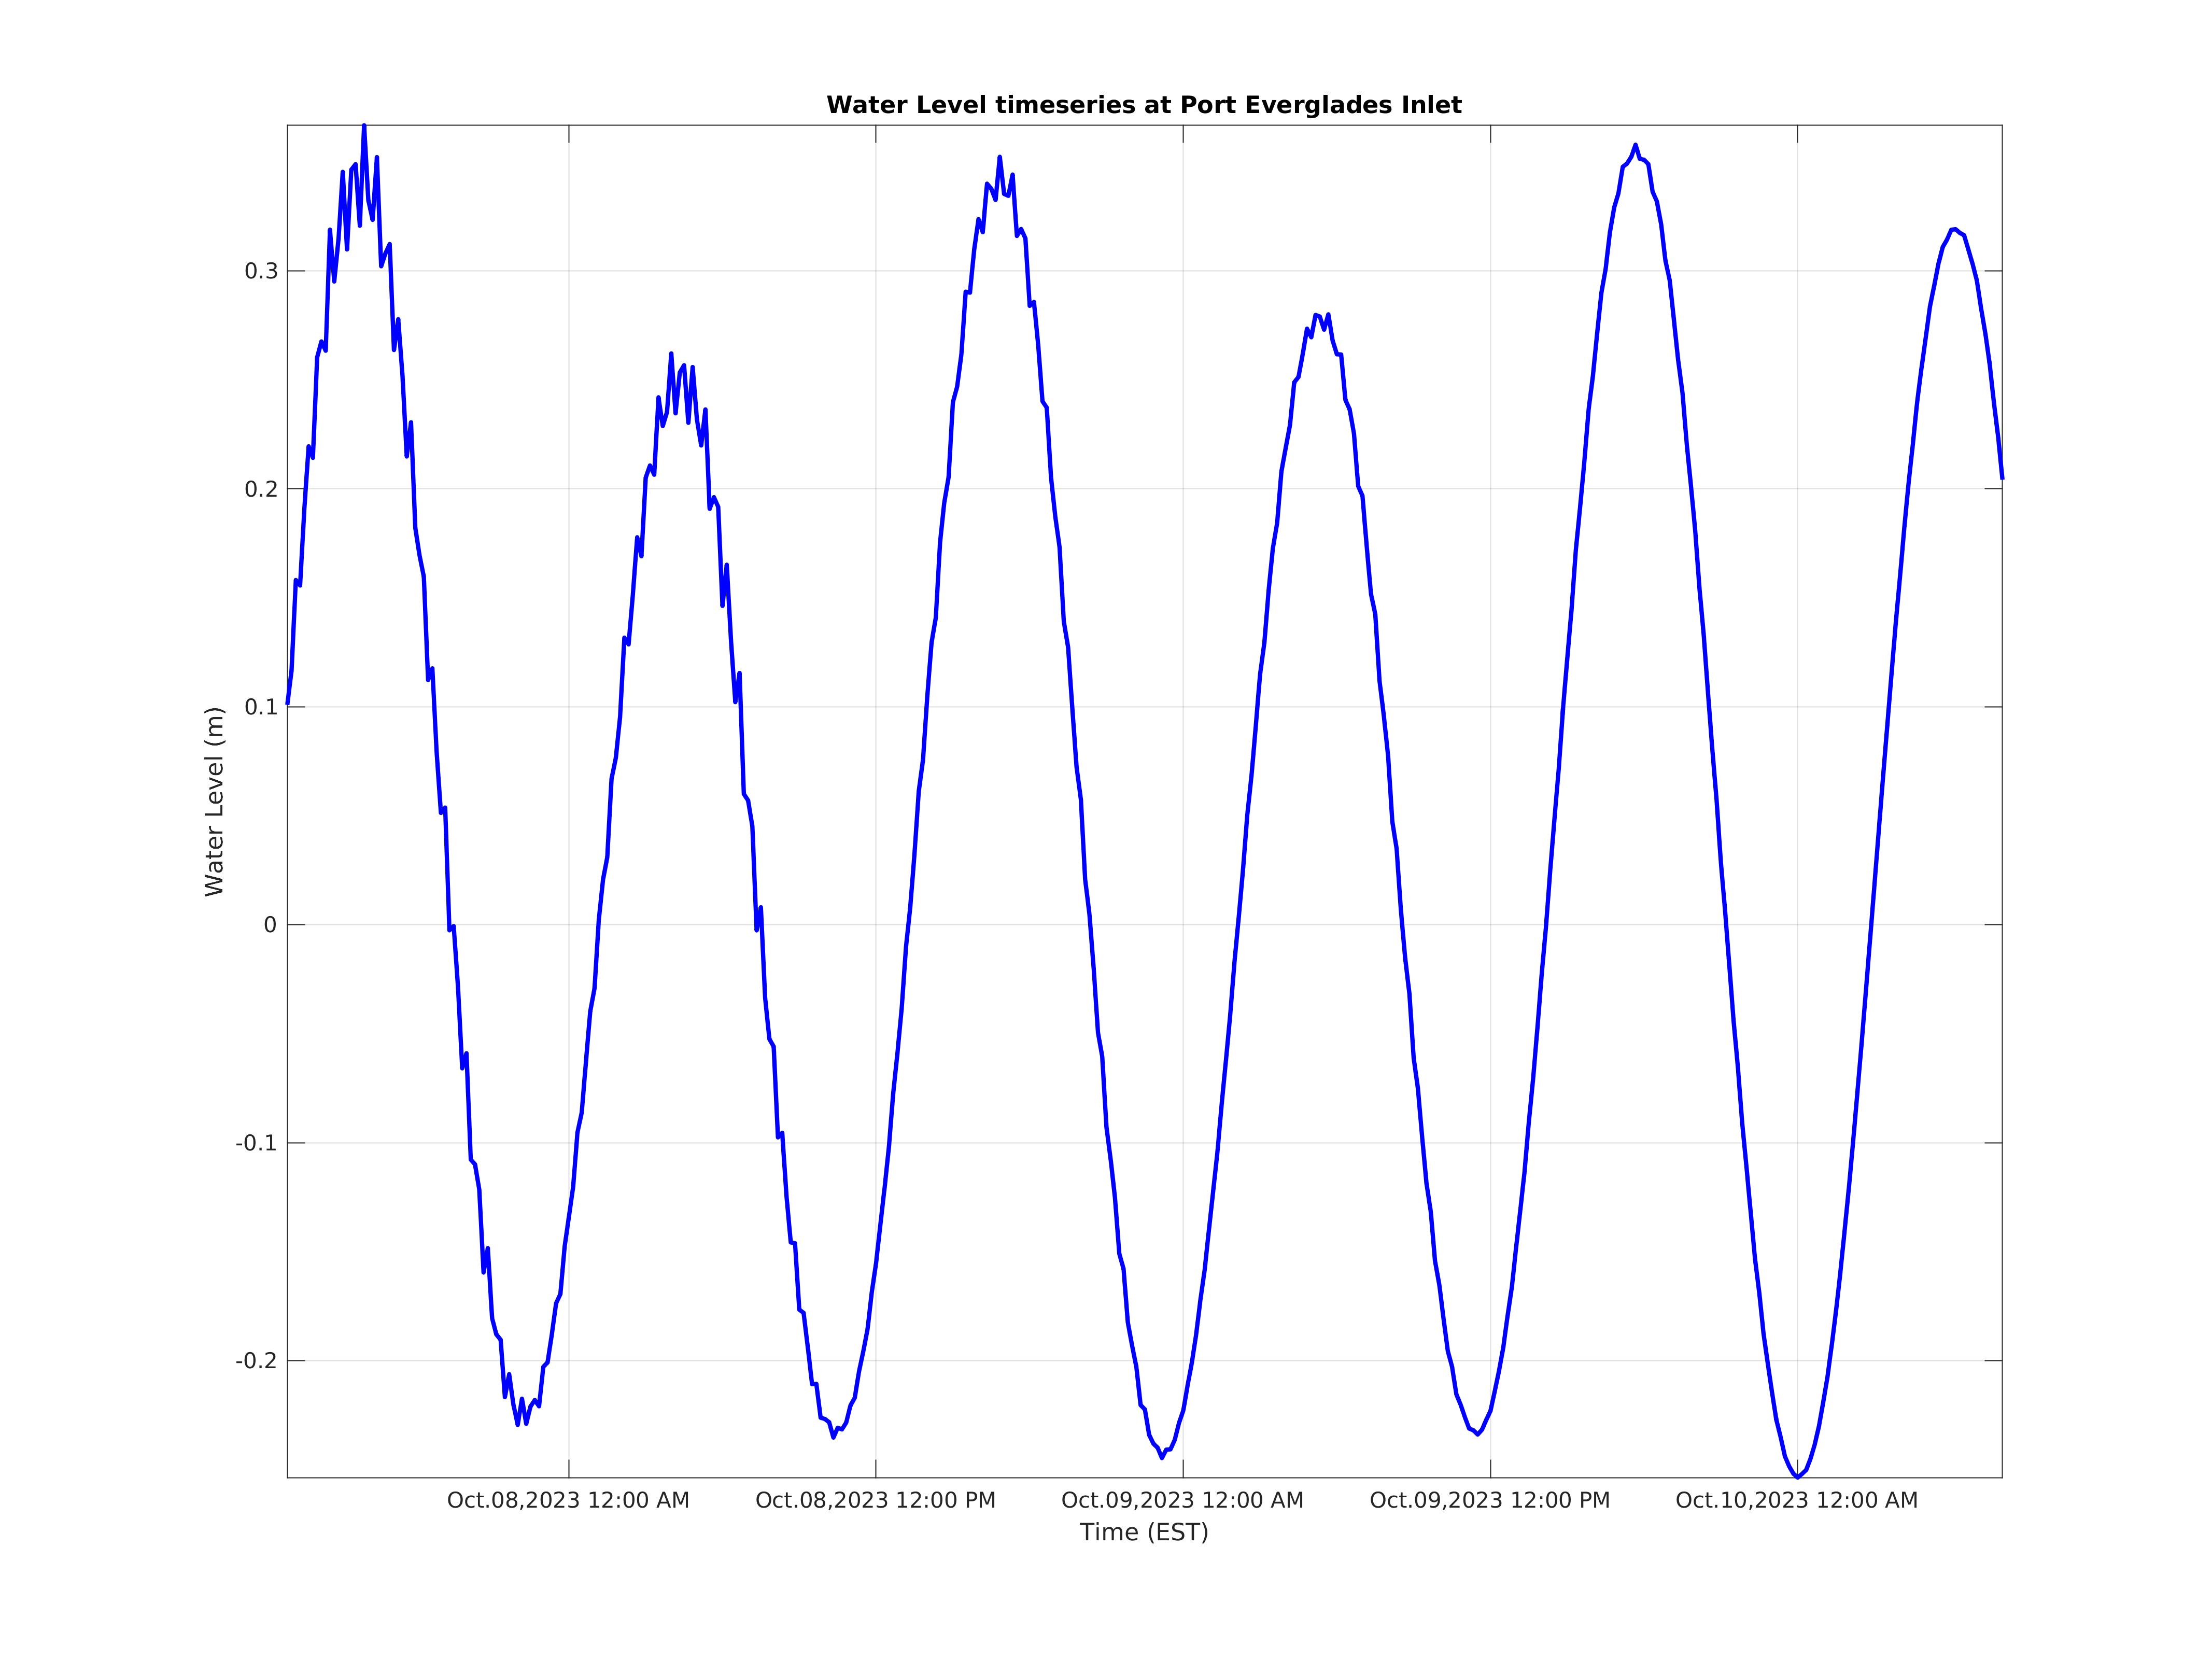 Water Level timeseries at Port Everglades Inlet
0.3
0.2
0.1
0
-0.1
-0.2
Water Level (m)
Oct.08,2023 12:00 AM Oct.08,2023 12:00 PM Oct.09,2023 12:00 AM Oct.09,2023 12:00 PM Oct.10,2023 12:00 AM
Time (EST)